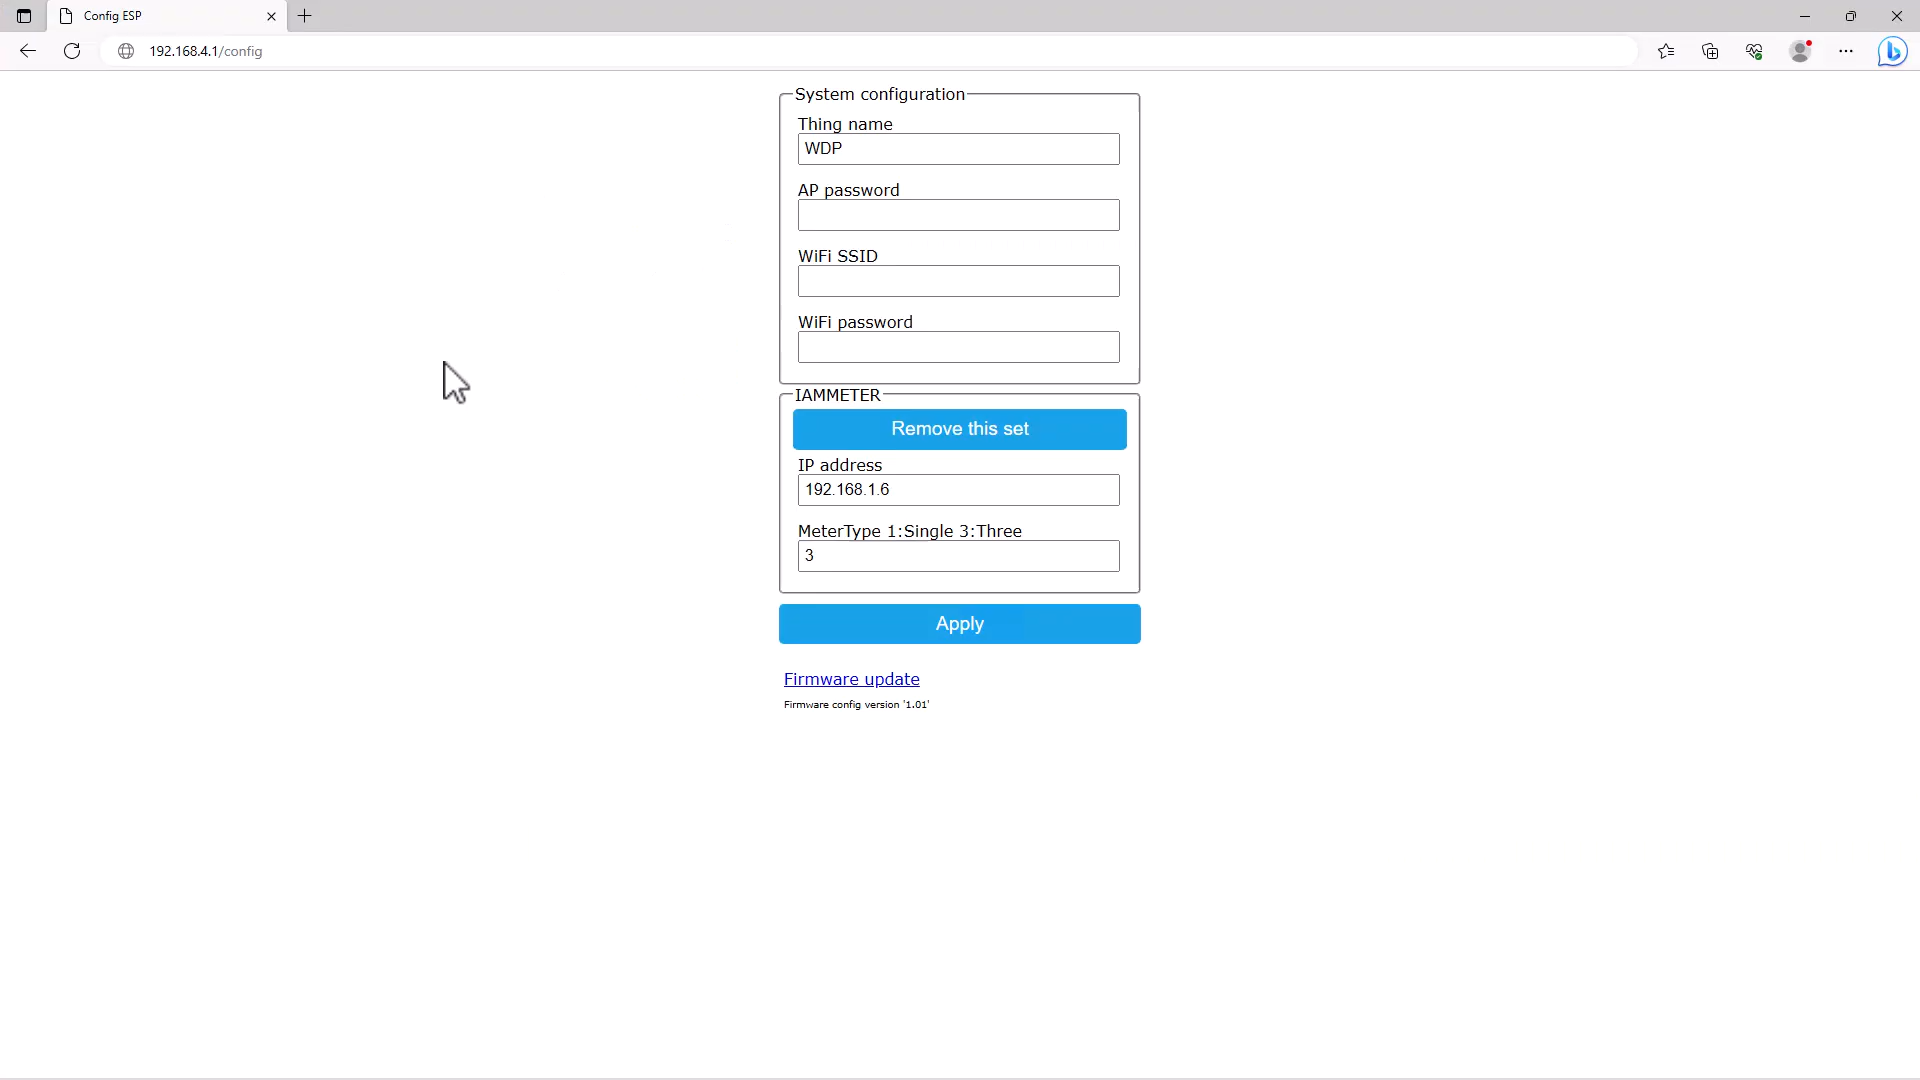 Config ESP
192.168.4.1/config
System configuration
Thing name
WDP
AP password
WiFi SSID
WiFi password
IAMMETER
Remove this set
IP address
192.168.1.6
MeterType 1:Single 3:Three
3
Apply
Firmware update
Firmware config version '1.01'